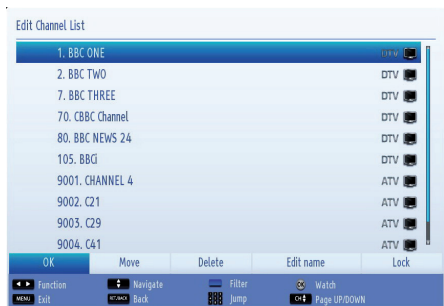 Edit Channel List
1. BBC ONE
2. BBC TWO DTV
7. BBC THREE DTV
70. CBBC Channel DTV
80. BBC NEWS 24 DTV
105. BBCi DTV
9001. CHANNEL 4 ATV
9002. C21 ATV
9003. C29 ATV
9004. C41 ATV
OK Move Delete Edit name Lock
Function Navigate Filter OK Watch
MENU Exit RET./BACK Back Jump CH Page UP/DOWN